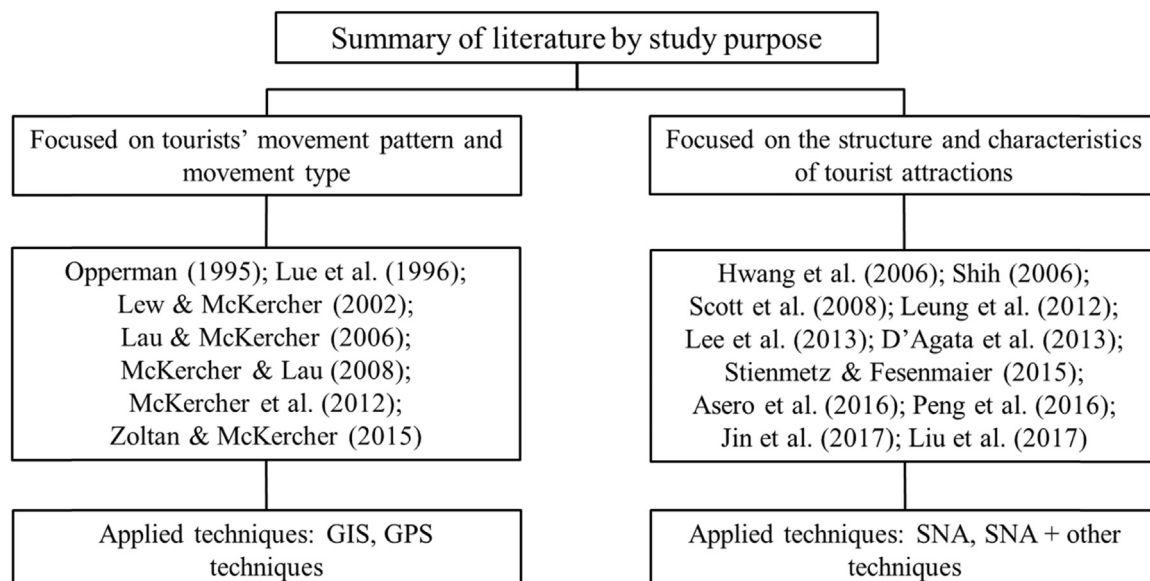 Summary of literature by study purpose
Focused on tourists’ movement pattern and
movement type
Opperman (1995); Lue et al. (1996);
Lew & McKercher (2002);
Lau & McKercher (2006);
McKercher & Lau (2008);
McKercher et al. (2012);
Zoltan & McKercher (2015)
Applied techniques: GIS, GPS
techniques
Focused on the structure and characteristics
of tourist attractions
Hwang et al. (2006); Shih (2006);
Scott et al. (2008); Leung et al. (2012);
Lee et al. (2013); D’Agata et al. (2013);
Stienmetz & Fesenmaier (2015);
Asero et al. (2016); Peng et al. (2016);
Jin et al. (2017); Liu et al. (2017)
Applied techniques: SNA, SNA + other
techniques